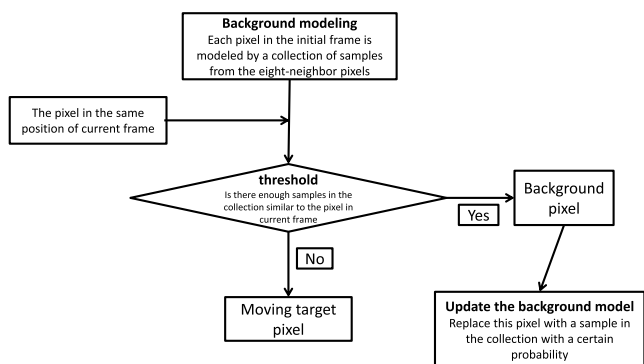 Background modeling
Each pixel in the initial frame is
modeled by a collection of samples
from the eight-neighbor pixels
The pixel in the same
position of current frame
threshold
Is there enough samples in the
collection similar to the pixel in
current frame
Yes
Background
pixel
No
Moving target
pixel
Update the background model
Replace this pixel with a sample in
the collection with a certain
probability